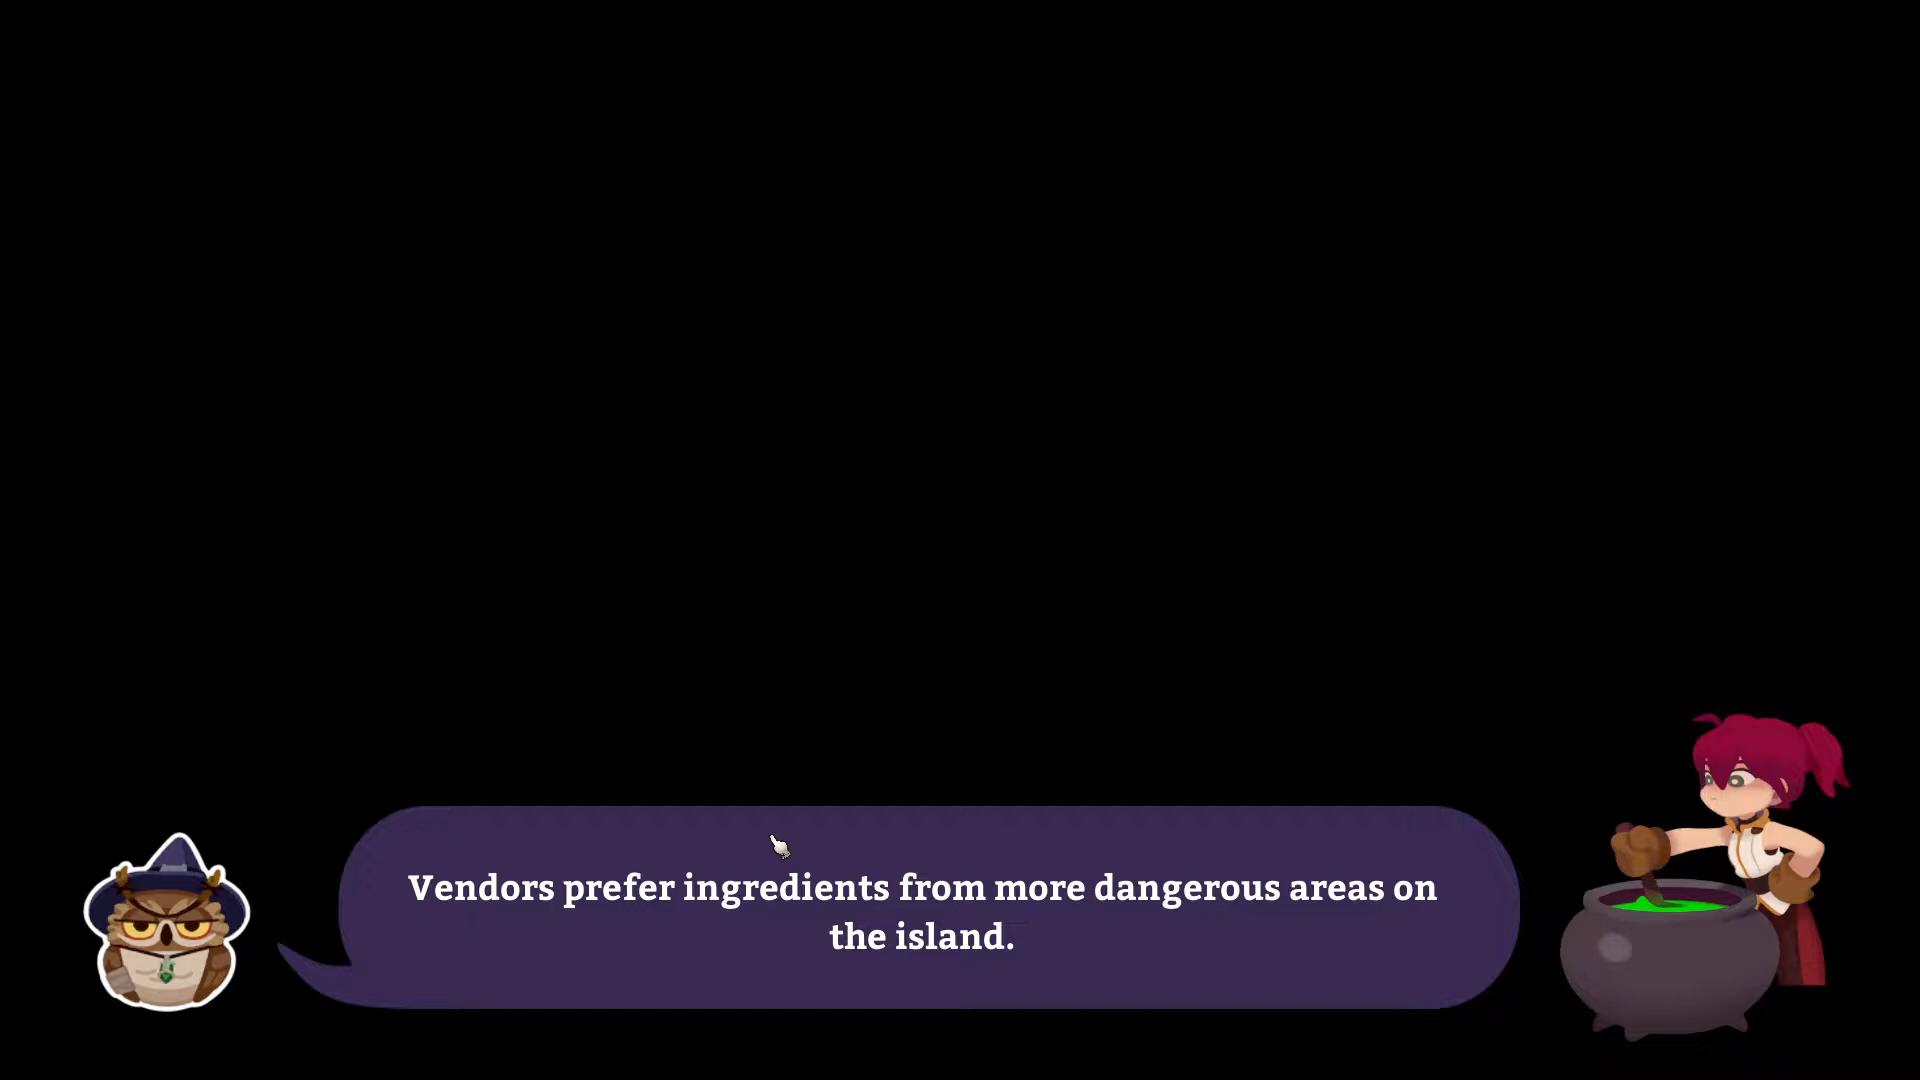 Vendors prefer ingredients from more dangerous areas on
the island.